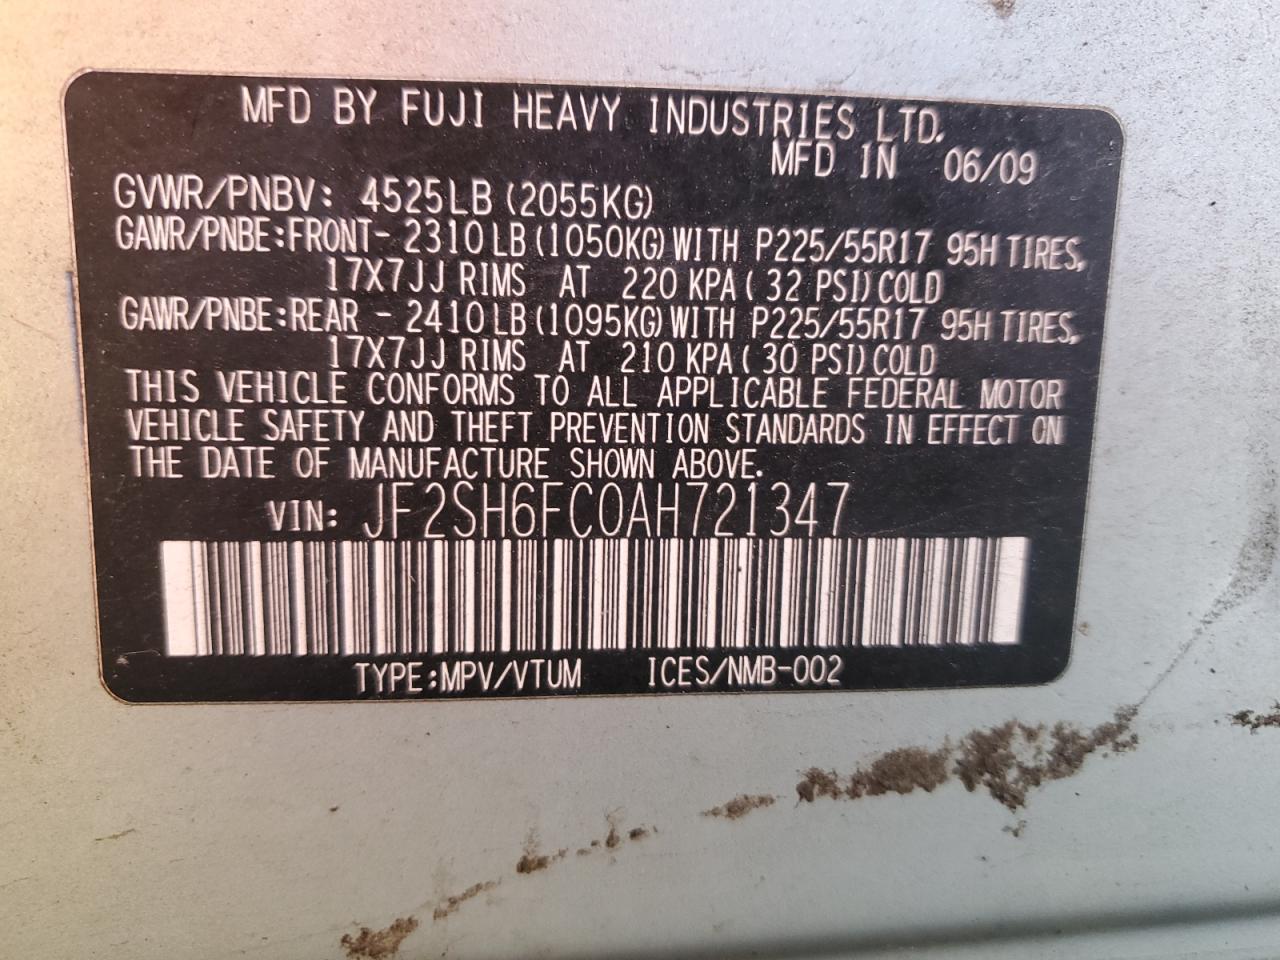 MFD BY FUJI HEAVY INDUSTRIES LTD.
MFD IN 06/09
GVWR/PNBV: 4525LB (2055KG)
GAWR/PNBE:FRONT- 2310LB(1050KG)WITH P225/55R17 95H TIRES,
17X7JJ RIMS AT 220 KPA( 32 PSI)COLD
GAWR/PNBE:REAR - 2410LB(1095KG)WITH P225/55R17 95H TIRES,
17X7JJ RIMS AT 210 KPA( 30 PSI)COLD
THIS VEHICLE CONFORMS TO ALL APPLICABLE FEDERAL MOTOR
VEHICLE SAFETY AND THEFT PREVENTION STANDARDS IN EFFECT ON
THE DATE OF MANUFACTURE SHOWN ABOVE.
VIN: JF2SH6FC0AH721347
TYPE:MPV/VTUM ICES/NMB-002